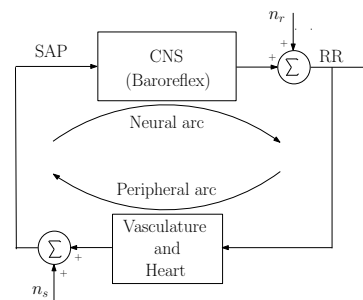 n_r
SAP
CNS
(Baroreflex)
+
+
Σ
RR
Neural arc
Peripheral arc
Vasculature
and
Heart
Σ
+
+
n_s